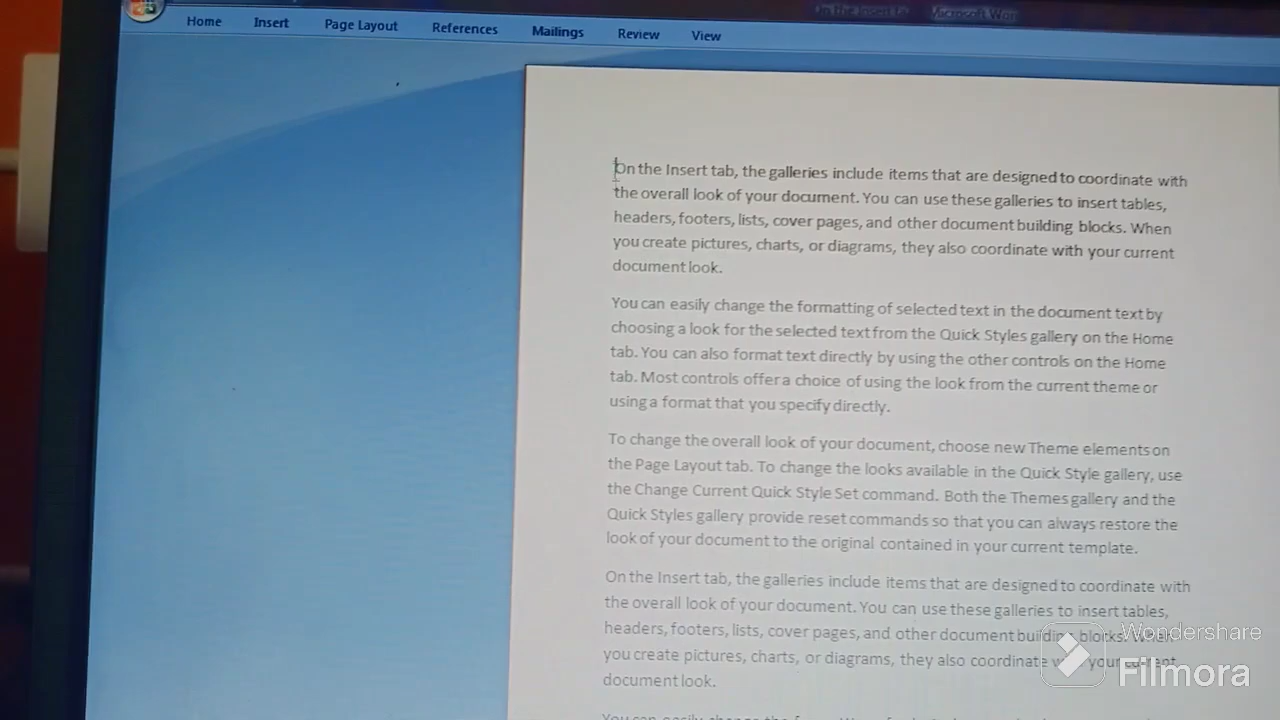 Home Insert Page Layout References Mailings Review View
On the Insert tab, the galleries include items that are designed to coordinate with
the overall look of your document. You can use these galleries to insert tables,
headers, footers, lists, cover pages, and other document building blocks. When
you create pictures, charts, or diagrams, they also coordinate with your current
document look.
You can easily change the formatting of selected text in the document text by
choosing a look for the selected text from the Quick Styles gallery on the Home
tab. You can also format text directly by using the other controls on the Home
tab. Most controls offer a choice of using the look from the current theme or
using a format that you specify directly.
To change the overall look of your document, choose new Theme elements on
the Page Layout tab. To change the looks available in the Quick Style gallery, use
the Change Current Quick Style Set command. Both the Themes gallery and the
Quick Styles gallery provide reset commands so that you can always restore the
look of your document to the original contained in your current template.
On the Insert tab, the galleries include items that are designed to coordinate with
the overall look of your document. You can use these galleries to insert tables,
headers, footers, lists, cover pages, and other document building blocks. When
you create pictures, charts, or diagrams, they also coordinate with your current
document look.
Wondershare
Filmora